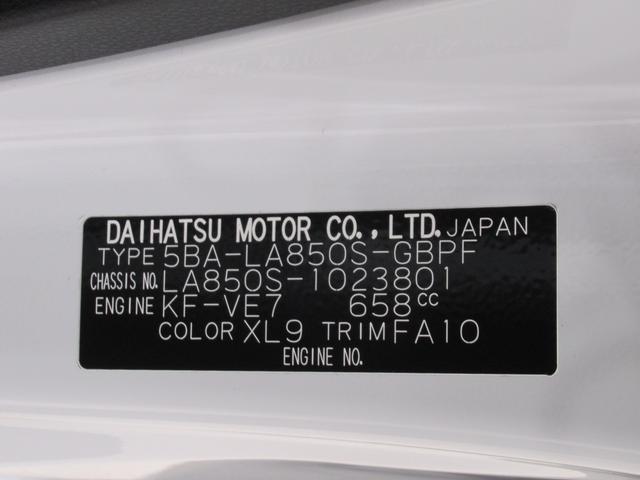 DAIHATSU MOTOR CO., LTD. JAPAN
TYPE 5BA-LA850S-GBPF
CHASSIS NO. LA850S-1023801
ENGINE KF-VE7 658cc
COLOR XL9 TRIM FA10
ENGINE NO.